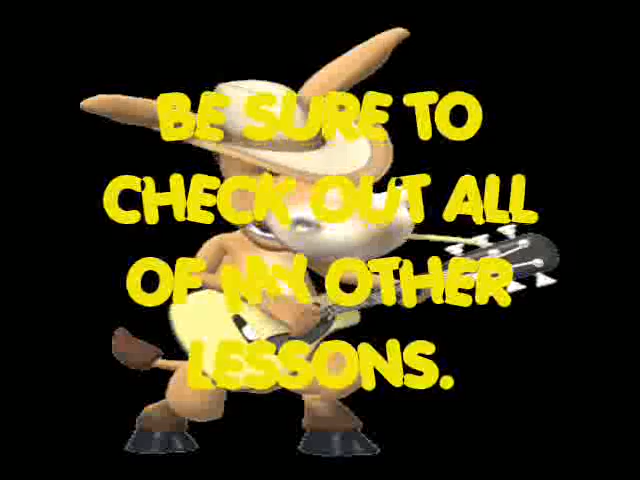 BE SURE TO
CHECK OUT ALL
OF MY OTHER
LESSONS.